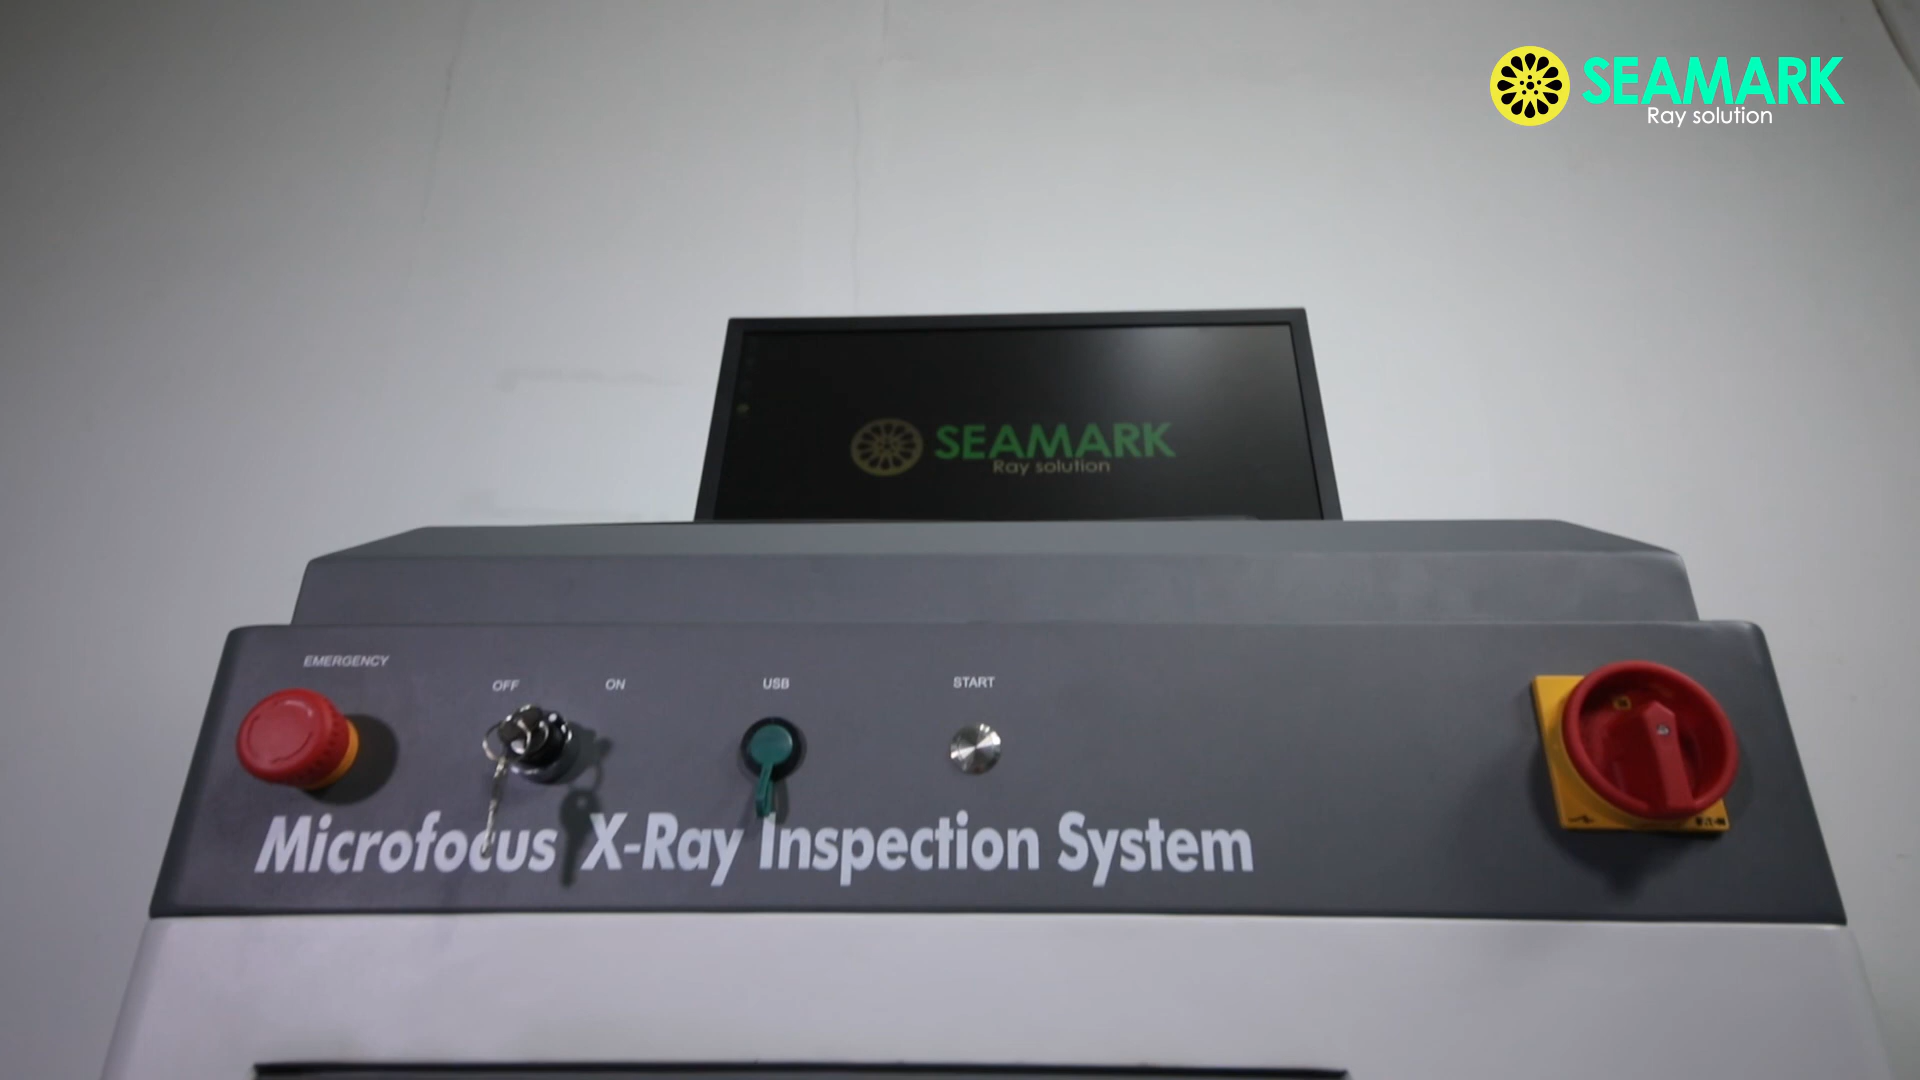 SEAMARK
Ray solution
SEAMARK
Ray solution
EMERGENCY
OFF
ON
USB
START
Microfocus X-Ray Inspection System